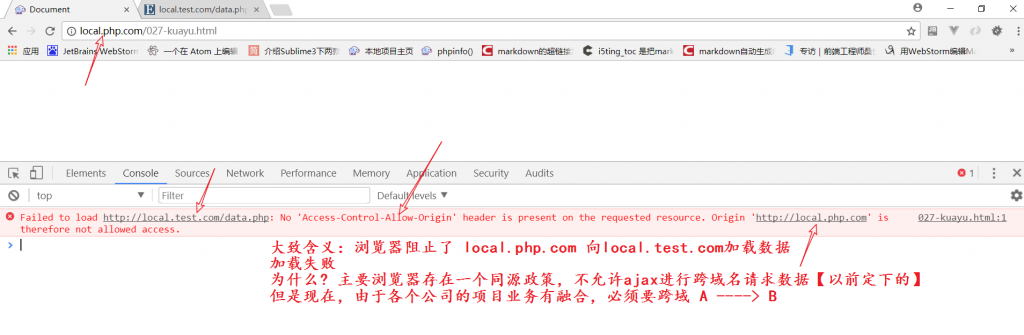 Document
local.test.com/data.php
local.php.com/027-kuayu.html
应用 JetBrains WebStorm 一个在 Atom 上编辑 介绍Sublime3下两款 本地项目主页 phpinfo() markdown的超链接 i5ting_toc 是把mark markdown自动生成 专访 | 前端工程师 用WebStorm编辑M
Elements Console Sources Network Performance Memory Application Security Audits 1
top Filter Default levels
Failed to load http://local.test.com/data.php: No 'Access-Control-Allow-Origin' header is present on the requested resource. Origin 'http://local.php.com' is 027-kuayu.html:1
therefore not allowed access.
大致含义：浏览器阻止了 local.php.com 向local.test.com加载数据
加载失败
为什么? 主要浏览器存在一个同源政策，不允许ajax进行跨域名请求数据【以前定下的】
但是现在，由于各个公司的项目业务有融合，必须要跨域 A ----> B